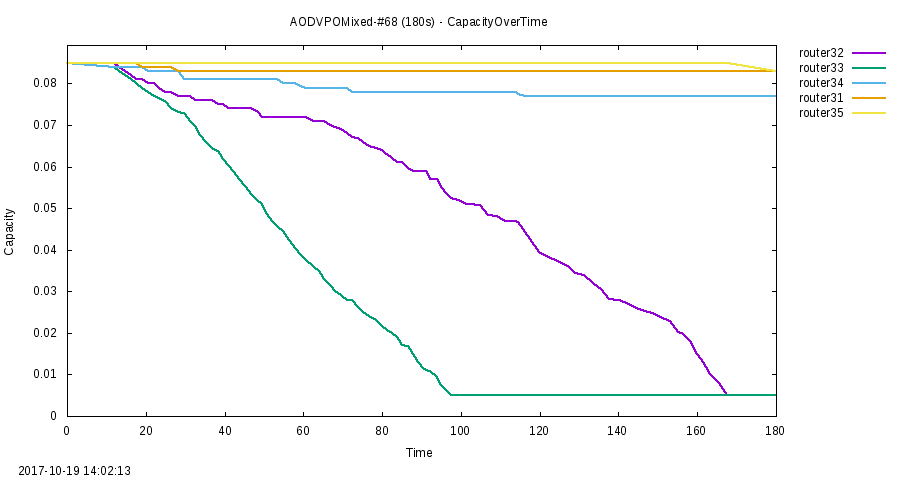 AODVPOMixed-#68 (180s) - CapacityOverTime
router32
router33
router34
router31
router35
0.08
0.07
0.06
0.05
0.04
0.03
0.02
0.01
0
Capacity
0 20 40 60 80 100 120 140 160 180
Time
2017-10-19 14:02:13